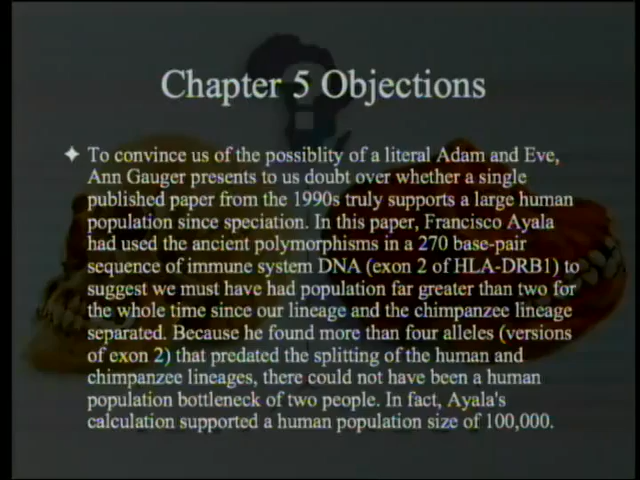 Chapter 5 Objections
To convince us of the possiblity of a literal Adam and Eve,
Ann Gauger presents to us doubt over whether a single
published paper from the 1990s truly supports a large human
population since speciation. In this paper, Francisco Ayala
had used the ancient polymorphisms in a 270 base-pair
sequence of immune system DNA (exon 2 of HLA-DRB1) to
suggest we must have had population far greater than two for
the whole time since our lineage and the chimpanzee lineage
separated. Because he found more than four alleles (versions
of exon 2) that predated the splitting of the human and
chimpanzee lineages, there could not have been a human
population bottleneck of two people. In fact, Ayala's
calculation supported a human population size of 100,000.